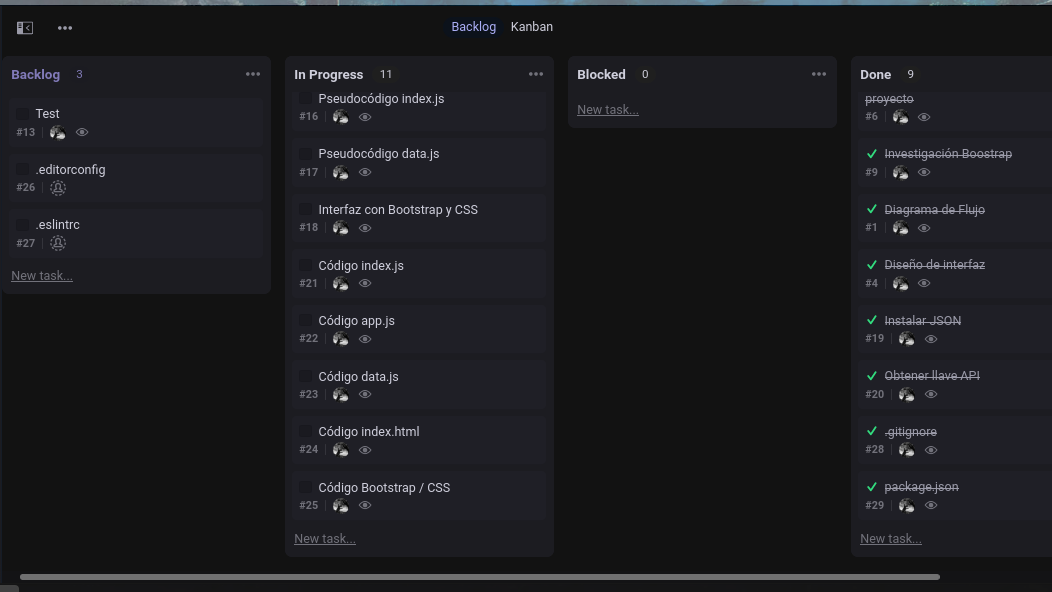 Backlog Kanban
Backlog 3
Test
#13
.editorconfig
#26
.eslintrc
#27
New task...
In Progress 11
Pseudocódigo index.js
#16
Pseudocódigo data.js
#17
Interfaz con Bootstrap y CSS
#18
Código index.js
#21
Código app.js
#22
Código data.js
#23
Código index.html
#24
Código Bootstrap / CSS
#25
New task...
Blocked 0
New task...
Done 9
proyecto
#6
Investigación Boostrap
#9
Diagrama de Flujo
#1
Diseño de interfaz
#4
Instalar JSON
#19
Obtener llave API
#20
.gitignore
#28
package.json
#29
New task...